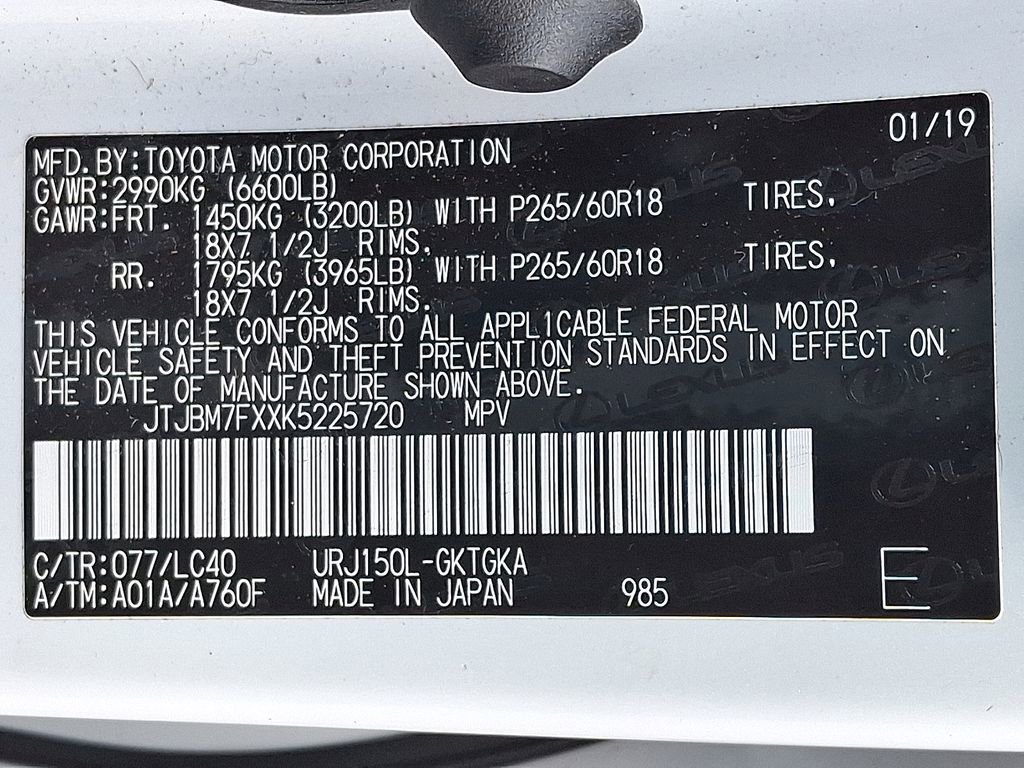 01/19
MFD.BY:TOYOTA MOTOR CORPORATION
GVWR:2990KG (6600LB)
GAWR:FRT. 1450KG (3200LB) WITH P265/60R18 TIRES,
18X7 1/2J RIMS.
RR. 1795KG (3965LB) WITH P265/60R18 TIRES,
18X7 1/2J RIMS.
THIS VEHICLE CONFORMS TO ALL APPLICABLE FEDERAL MOTOR
VEHICLE SAFETY AND THEFT PREVENTION STANDARDS IN EFFECT ON
THE DATE OF MANUFACTURE SHOWN ABOVE.
JTJBM7FXXK5225720 MPV
C/TR:077/LC40 URJ150L-GKTGKA
A/TM:A01A/A760F MADE IN JAPAN 985 E
LEXUS